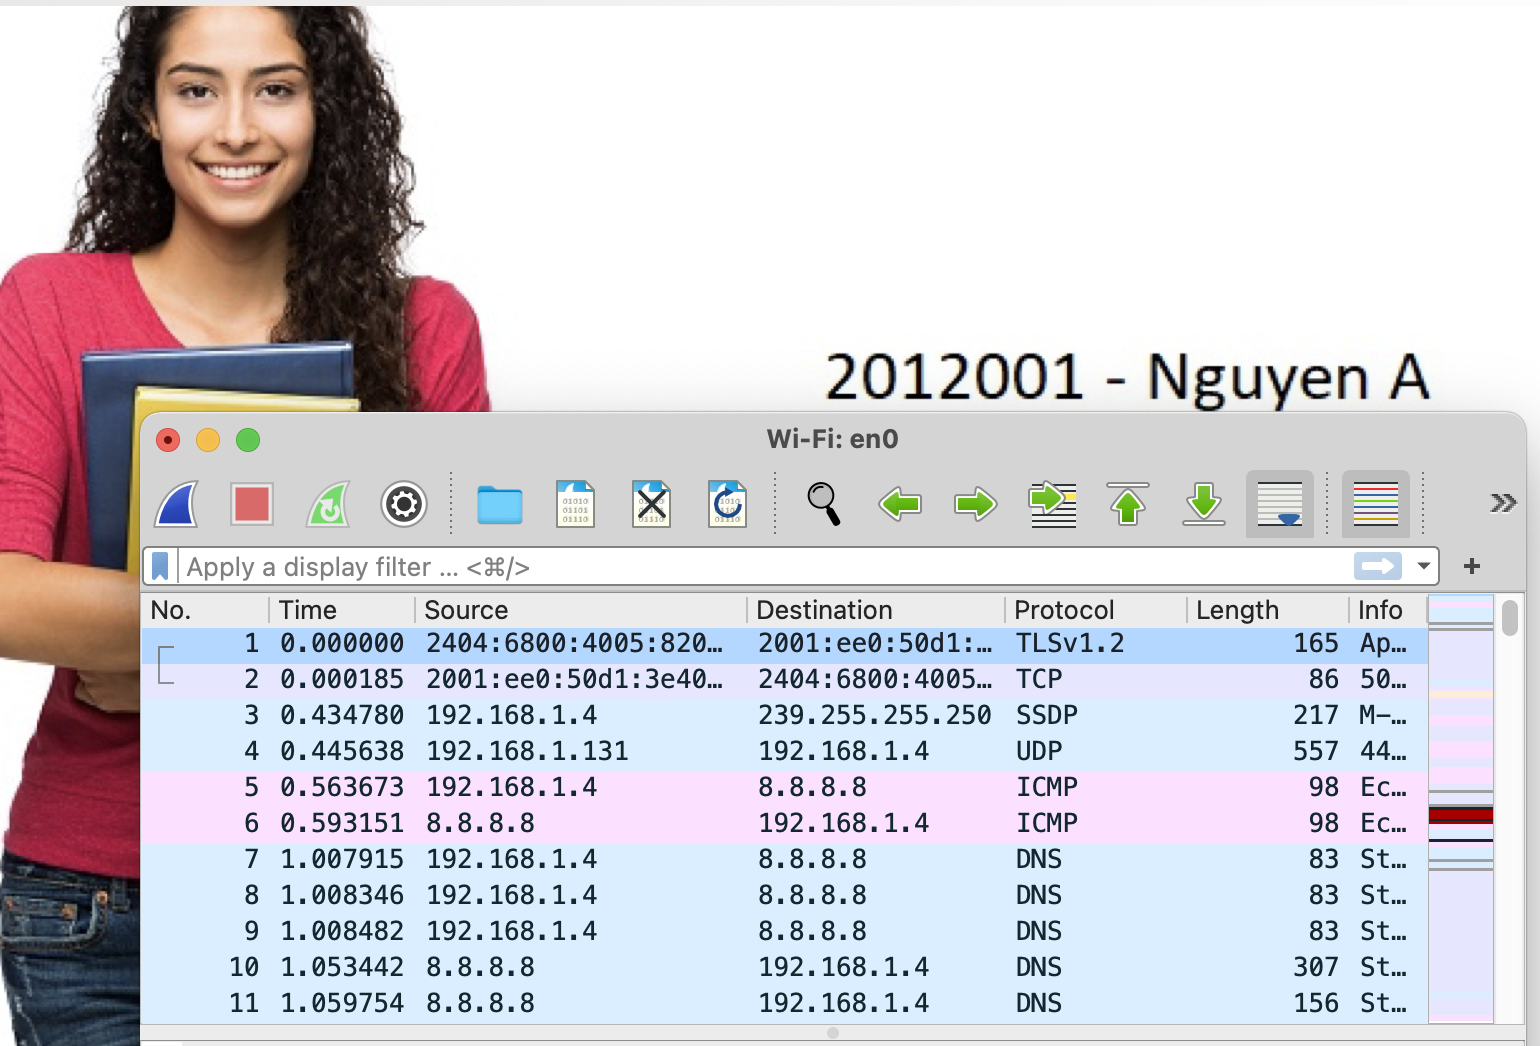 2012001 - Nguyen A
Wi-Fi: en0
Apply a display filter ... <⌘/>
No. Time Source Destination Protocol Length Info
1 0.000000 2404:6800:4005:820… 2001:ee0:50d1:… TLSv1.2 165 Ap…
2 0.000185 2001:ee0:50d1:3e40… 2404:6800:4005… TCP 86 50…
3 0.434780 192.168.1.4 239.255.255.250 SSDP 217 M-…
4 0.445638 192.168.1.131 192.168.1.4 UDP 557 44…
5 0.563673 192.168.1.4 8.8.8.8 ICMP 98 Ec…
6 0.593151 8.8.8.8 192.168.1.4 ICMP 98 Ec…
7 1.007915 192.168.1.4 8.8.8.8 DNS 83 St…
8 1.008346 192.168.1.4 8.8.8.8 DNS 83 St…
9 1.008482 192.168.1.4 8.8.8.8 DNS 83 St…
10 1.053442 8.8.8.8 192.168.1.4 DNS 307 St…
11 1.059754 8.8.8.8 192.168.1.4 DNS 156 St…